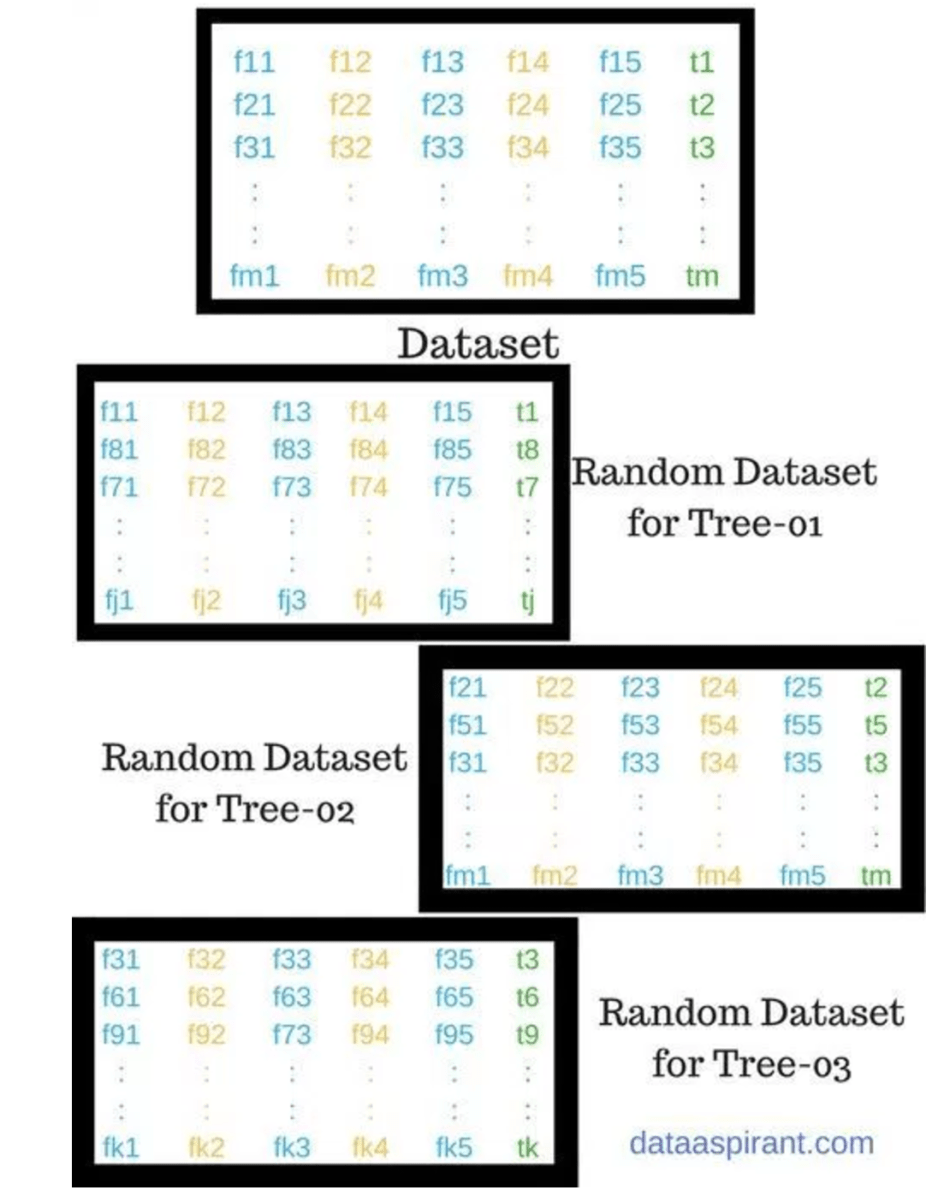 f11 f12 f13 f14 f15 t1
f21 f22 f23 f24 f25 t2
f31 f32 f33 f34 f35 t3
: : : : : :
: : : : : :
fm1 fm2 fm3 fm4 fm5 tm
Dataset
f11 f12 f13 f14 f15 t1
f81 f82 f83 f84 f85 t8
f71 f72 f73 f74 f75 t7
: : : : : :
: : : : : :
fj1 fj2 fj3 fj4 fj5 tj
Random Dataset
for Tree-01
Random Dataset
for Tree-02
f21 f22 f23 f24 f25 t2
f51 f52 f53 f54 f55 t5
f31 f32 f33 f34 f35 t3
: : : : : :
: : : : : :
fm1 fm2 fm3 fm4 fm5 tm
f31 f32 f33 f34 f35 t3
f61 f62 f63 f64 f65 t6
f91 f92 f73 f94 f95 t9
: : : : : :
: : : : : :
fk1 fk2 fk3 fk4 fk5 tk
Random Dataset
for Tree-03
dataaspirant.com